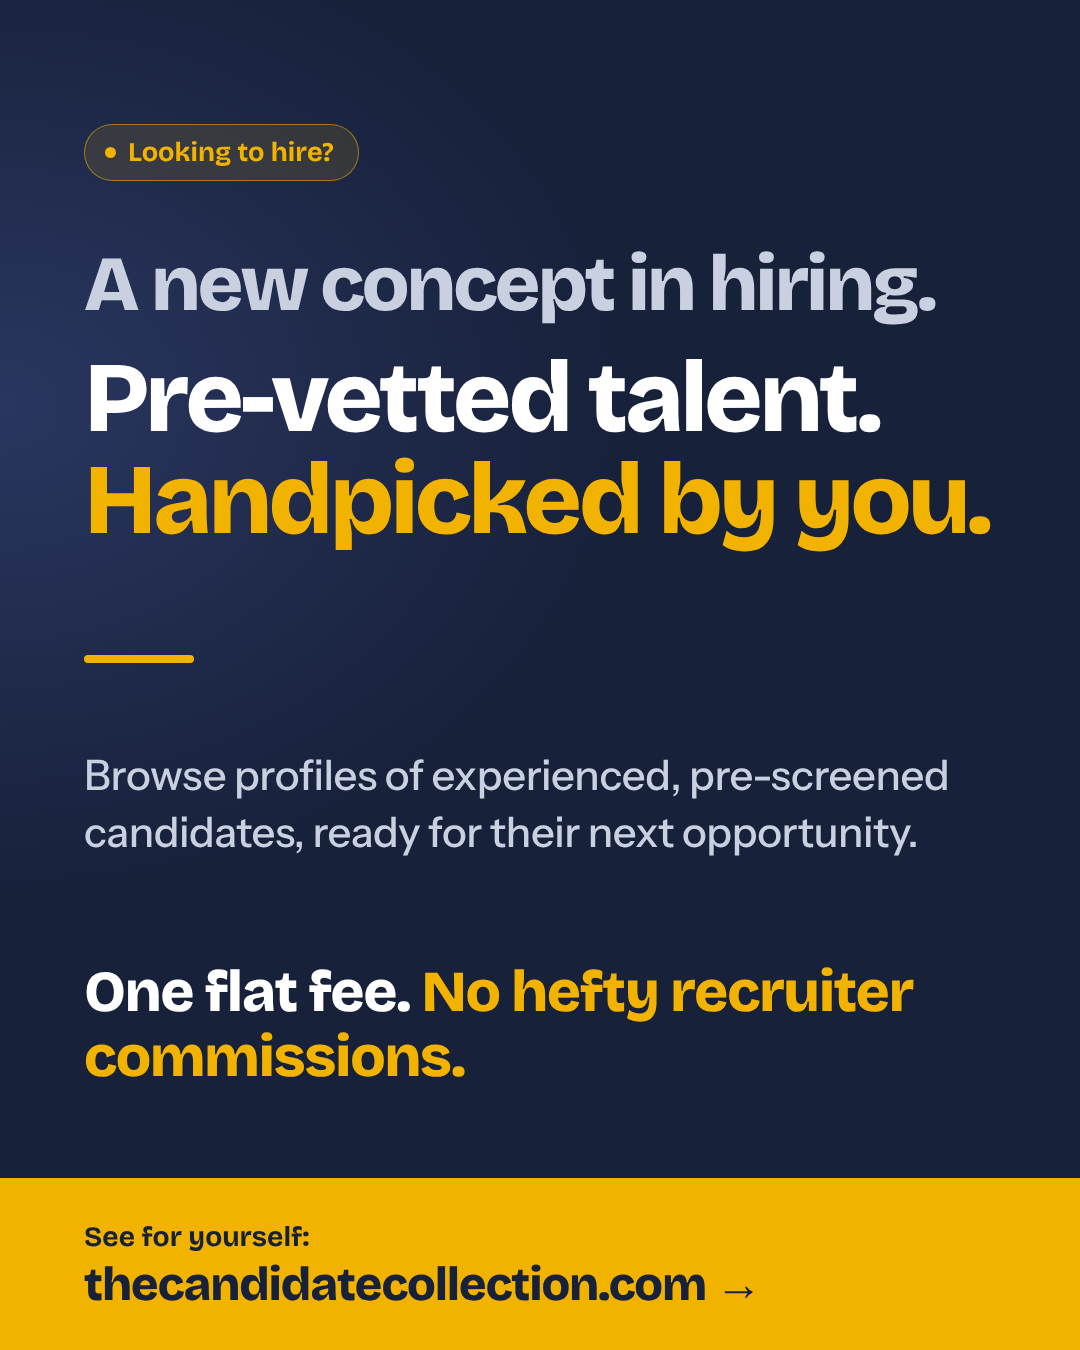 Looking to hire?
A new concept in hiring.
Pre-vetted talent.
Handpicked by you.
Browse profiles of experienced, pre-screened
candidates, ready for their next opportunity.
One flat fee. No hefty recruiter
commissions.
See for yourself:
thecandidatecollection.com →